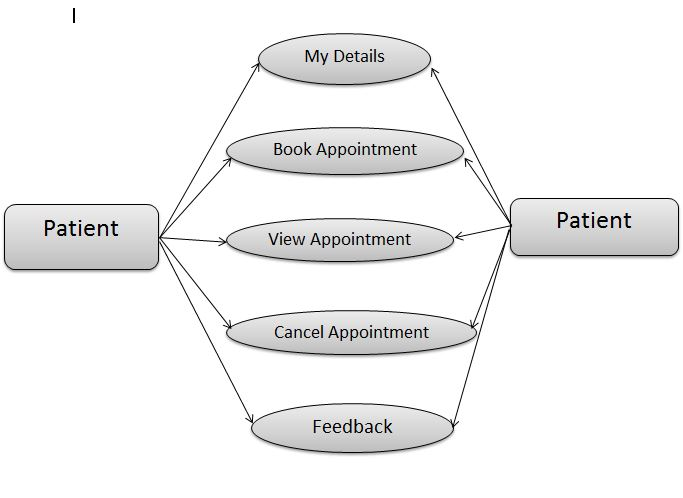 My Details
Book Appointment
Patient
Patient
View Appointment
Cancel Appointment
Feedback